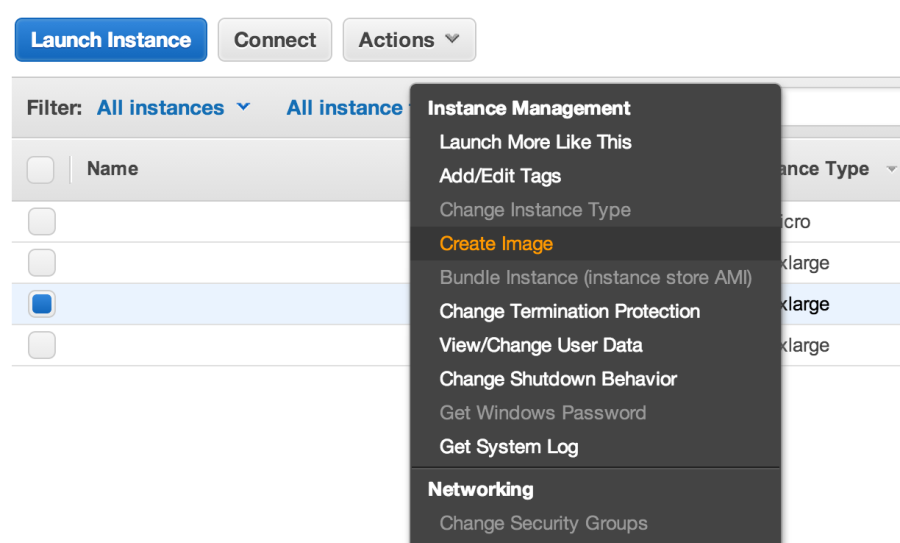 Launch Instance Connect Actions
Filter: All instances All instance
Instance Management
Launch More Like This
Name
Add/Edit Tags
Change Instance Type
Create Image
Bundle Instance (instance store AMI)
Change Termination Protection
View/Change User Data
Change Shutdown Behavior
Get Windows Password
Get System Log
Networking
Change Security Groups
ance Type
icro
xlarge
xlarge
xlarge